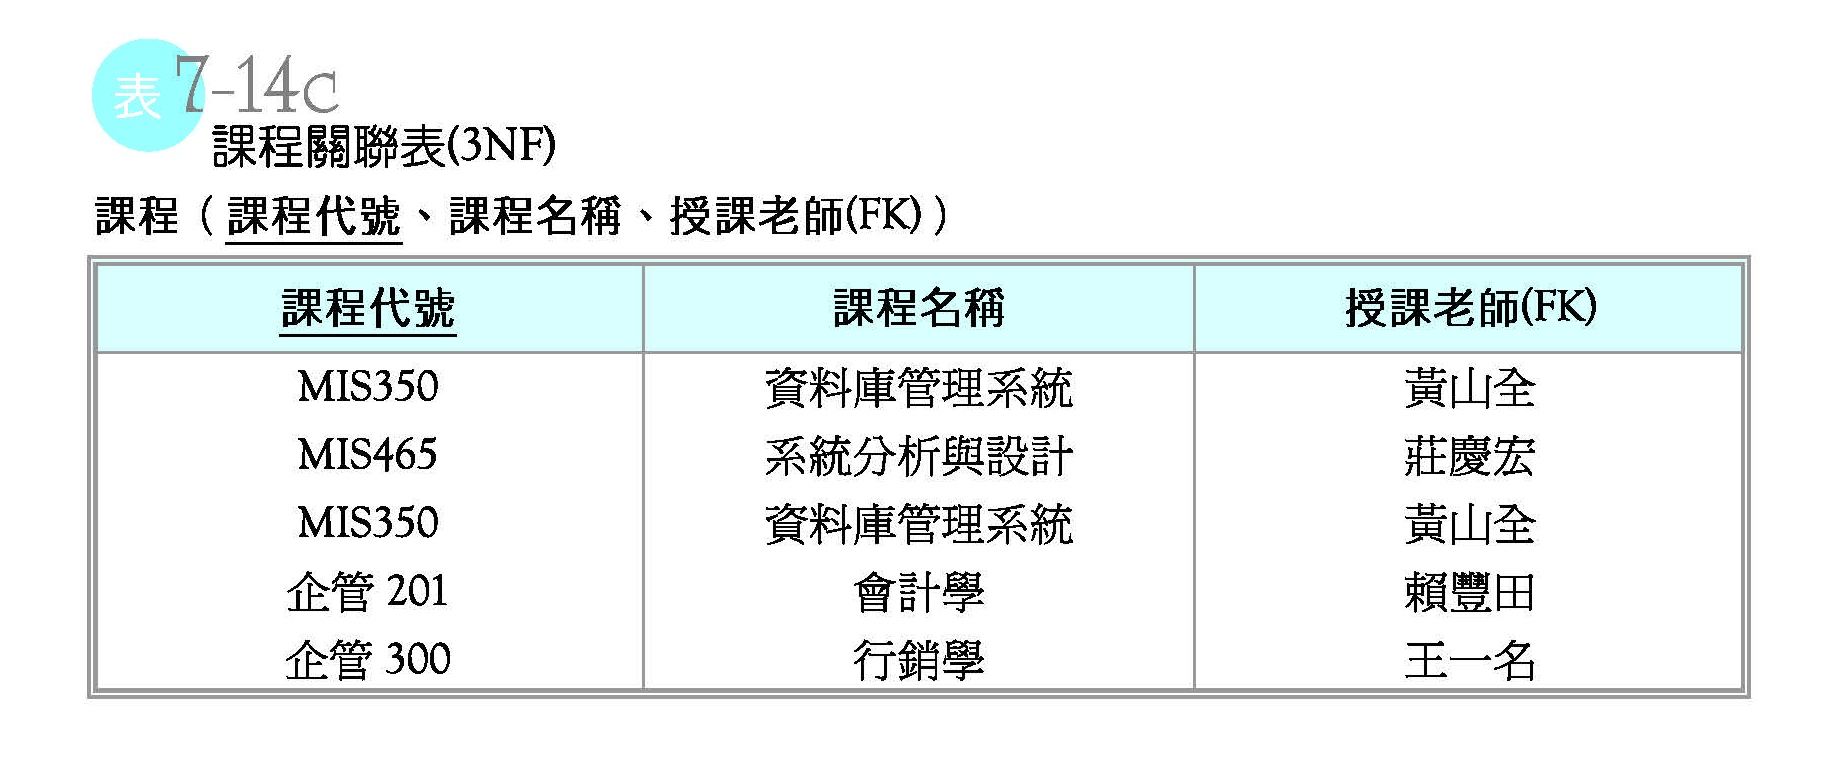 表 7-14c
課程關聯表(3NF)
課程（課程代號、課程名稱、授課老師(FK)）
課程代號 課程名稱 授課老師(FK)
MIS350 資料庫管理系統 黃山全
MIS465 系統分析與設計 莊慶宏
MIS350 資料庫管理系統 黃山全
企管 201 會計學 賴豐田
企管 300 行銷學 王一名